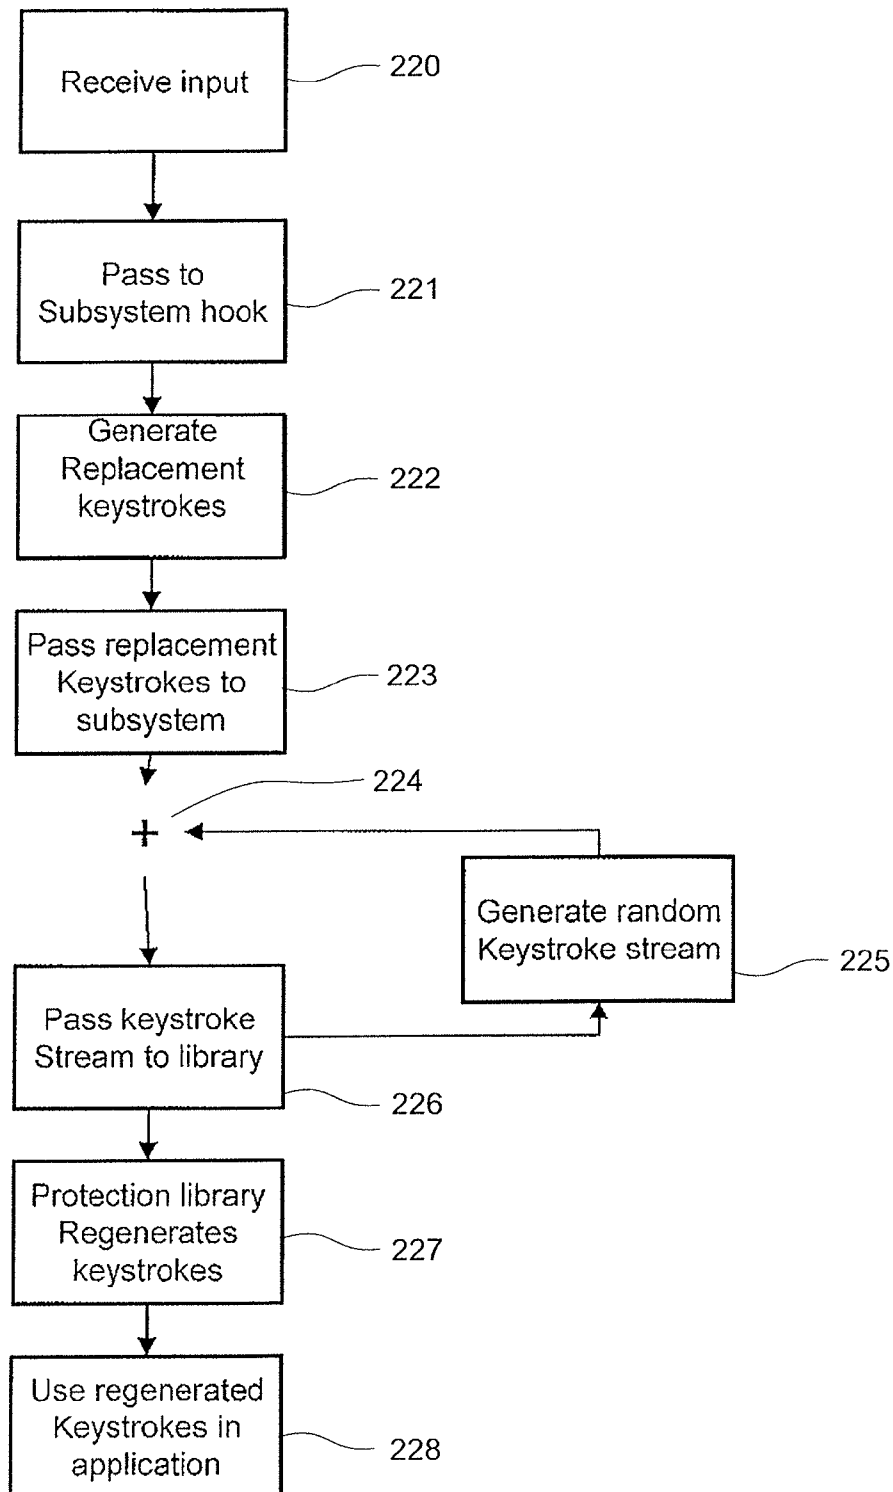 Receive input
220
Pass to
Subsystem hook
221
Generate
Replacement
keystrokes
222
Pass replacement
Keystrokes to
subsystem
223
224
+
Generate random
Keystroke stream
225
Pass keystroke
Stream to library
226
Protection library
Regenerates
keystrokes
227
Use regenerated
Keystrokes in
application
228